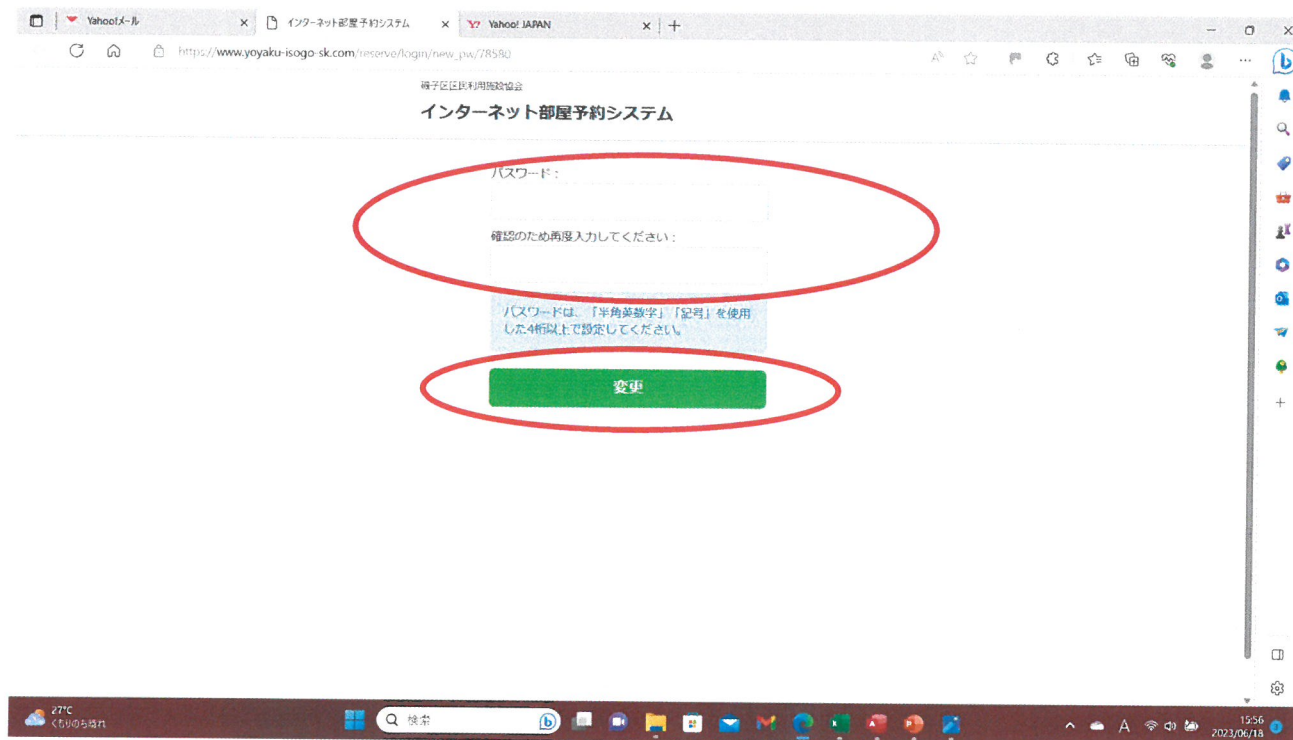 Yahoo!メール
インターネット部屋予約システム
Yahoo! JAPAN
https://www.yoyaku-isogo-sk.com/reserve/login/new_pw/78580
磯子区区民利用施設協会
インターネット部屋予約システム
パスワード：
確認のため再度入力してください：
パスワードは、「半角英数字」「記号」を使用
した4桁以上で設定してください。
変更
27°C
くもりのち晴れ
検索
A
15:56
2023/06/18